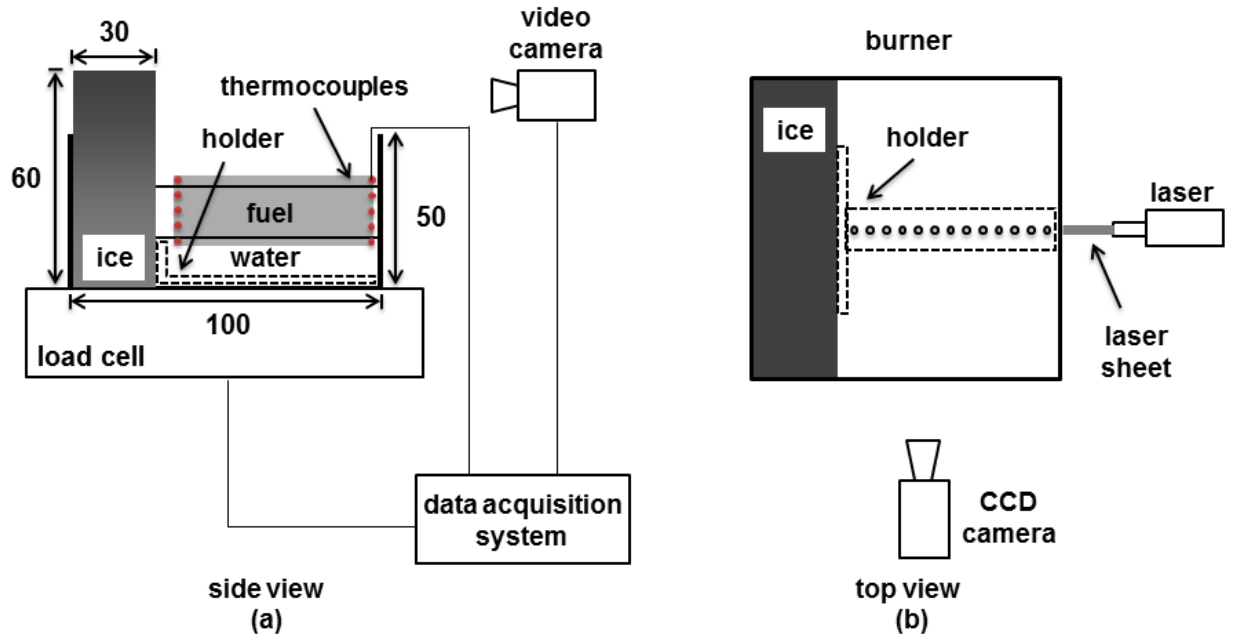 30
video
camera
thermocouples
holder
60
50
fuel
ice
water
100
load cell
data acquisition
system
side view
(a)
burner
ice
holder
laser
laser
sheet
CCD
camera
top view
(b)